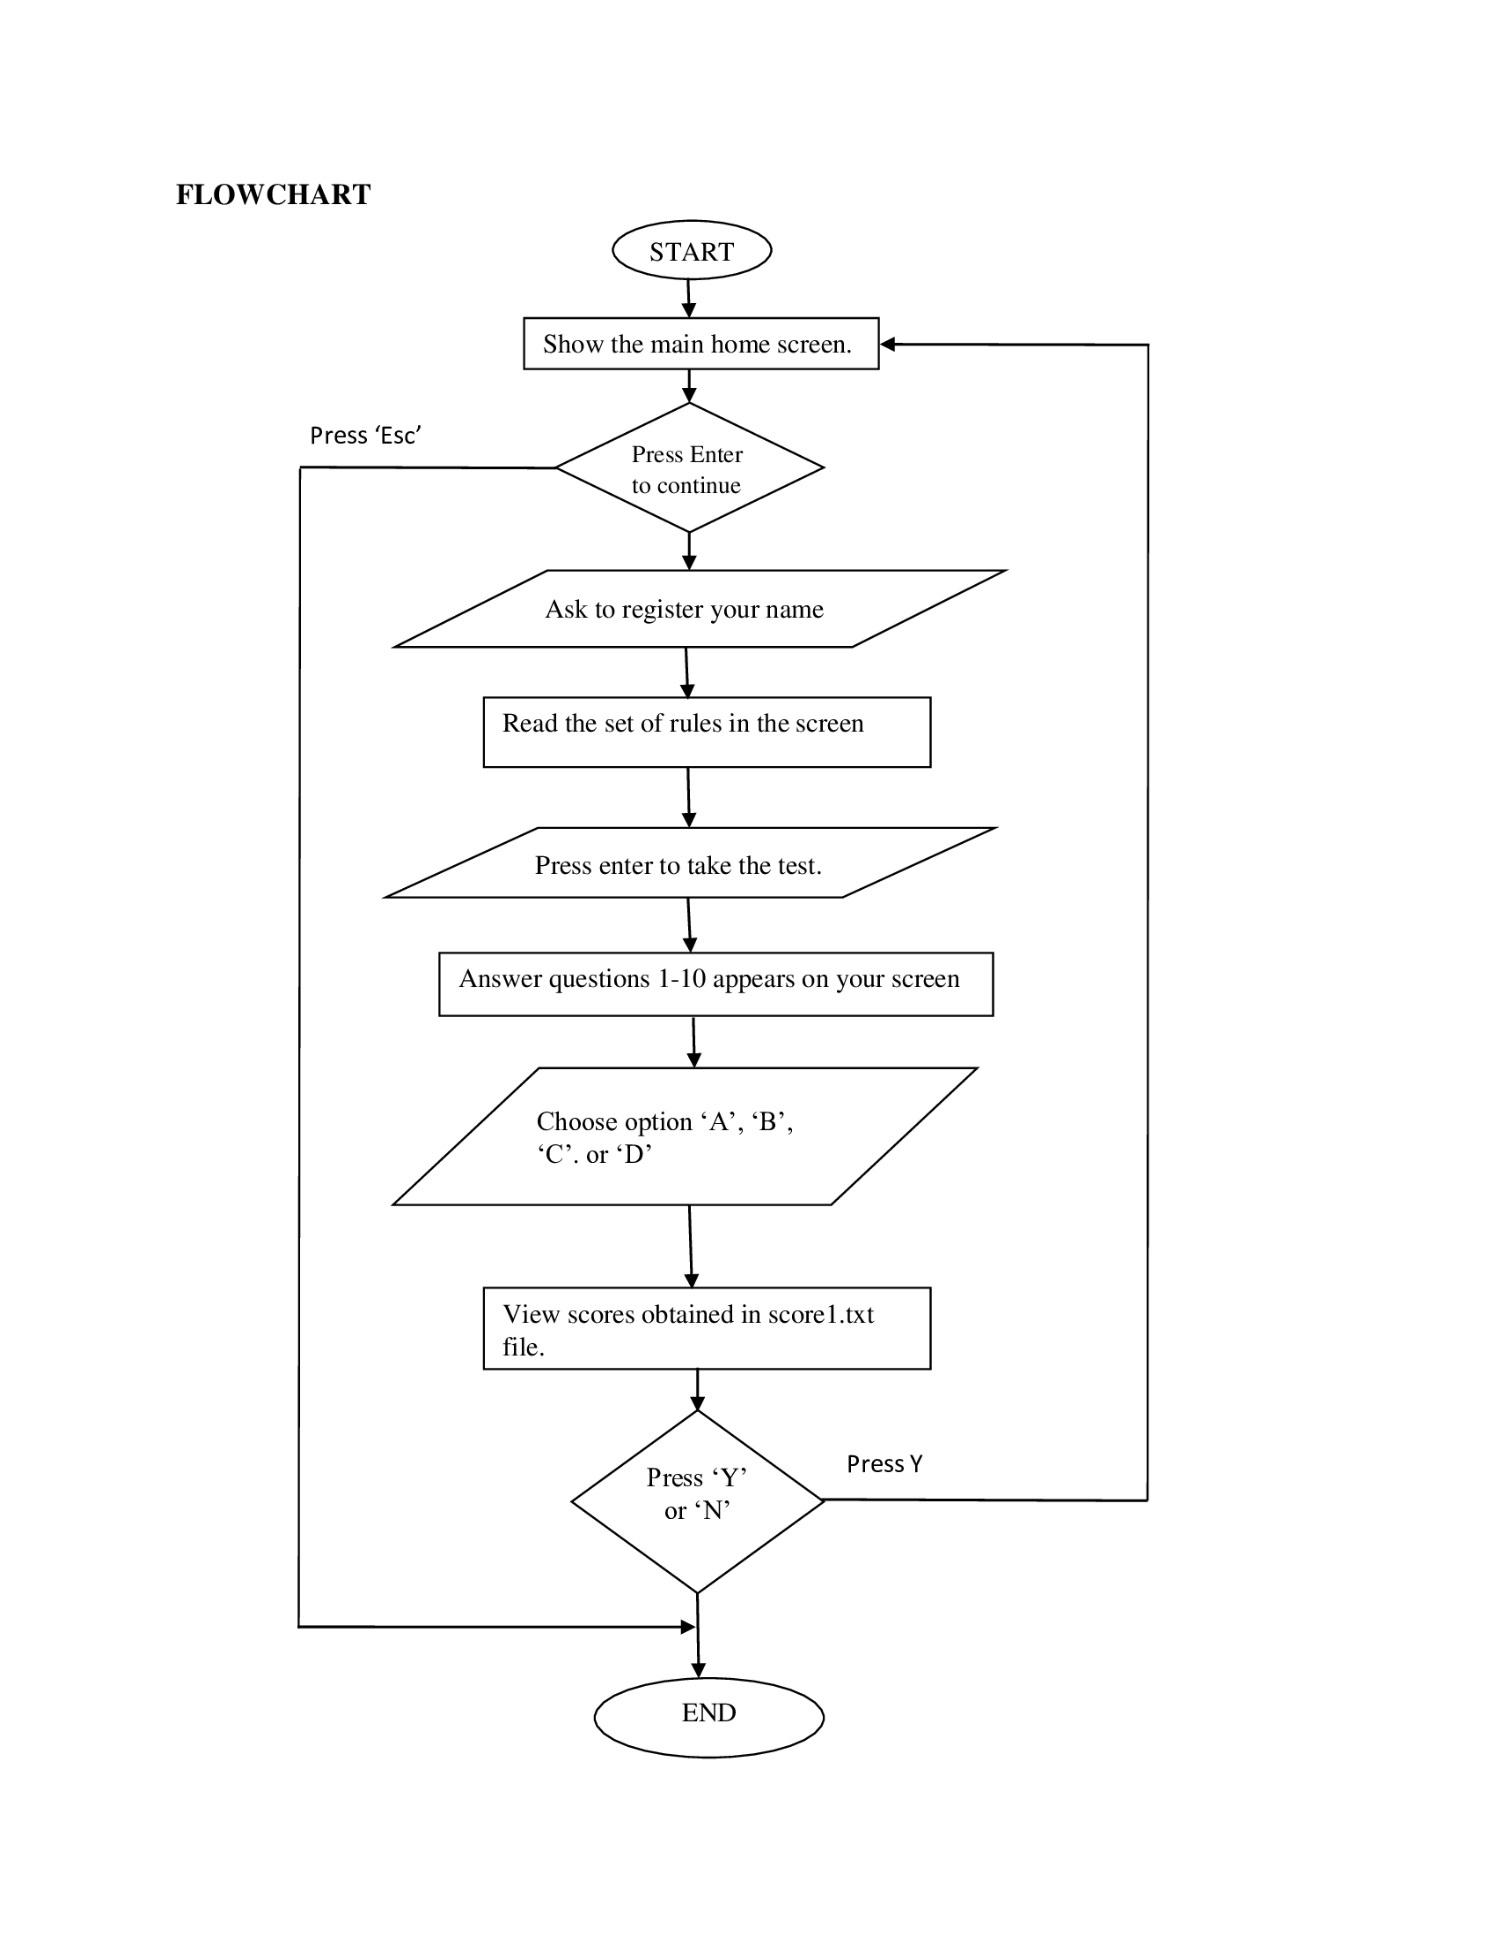 FLOWCHART
START
Show the main home screen.
Press ‘Esc’
Press Enter
to continue
Ask to register your name
Read the set of rules in the screen
Press enter to take the test.
Answer questions 1-10 appears on your screen
Choose option ‘A’, ‘B’,
‘C’. or ‘D’
View scores obtained in score1.txt
file.
Press Y
Press ‘Y’
or ‘N’
END